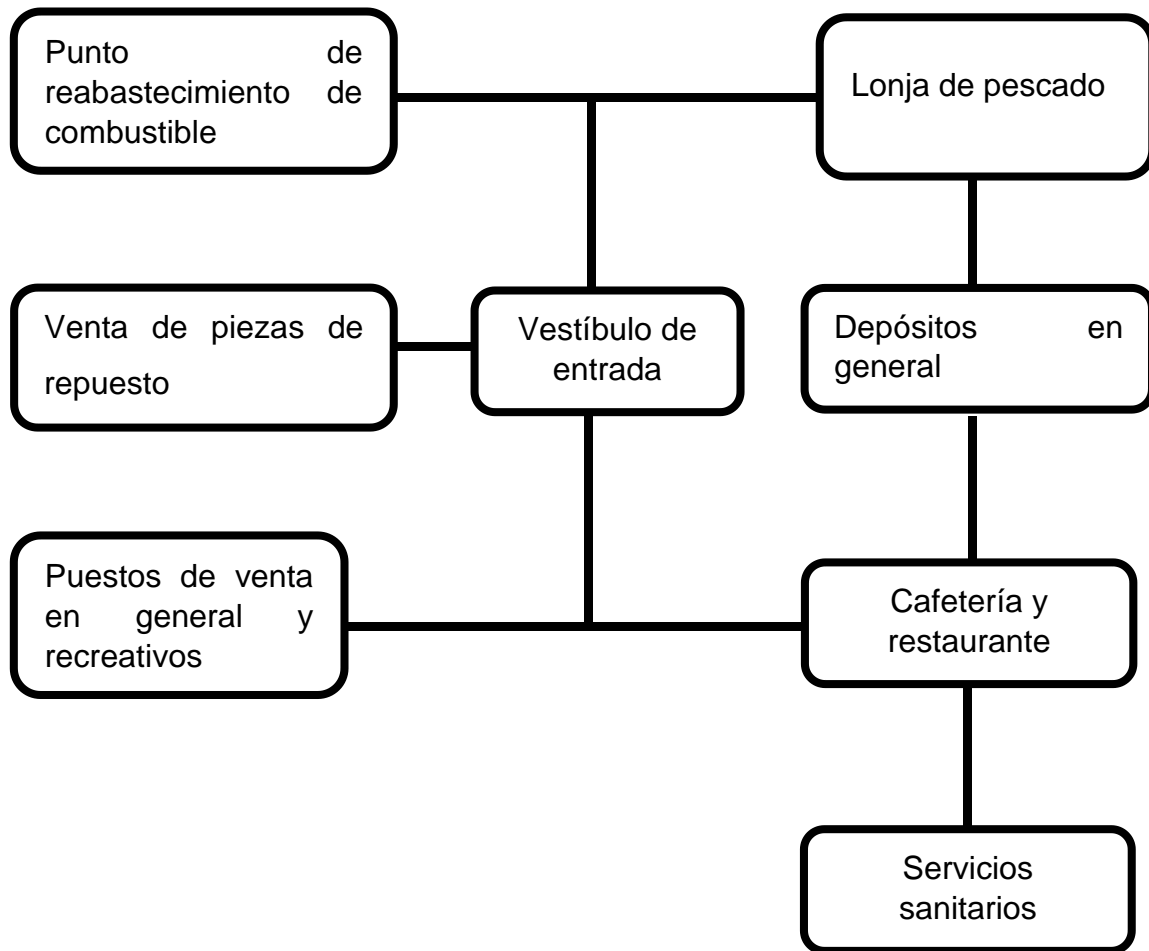 Punto de
reabastecimiento de
combustible
Lonja de pescado
Venta de piezas de
repuesto
Vestíbulo de
entrada
Depósitos en
general
Puestos de venta
en general y
recreativos
Cafetería y
restaurante
Servicios
sanitarios